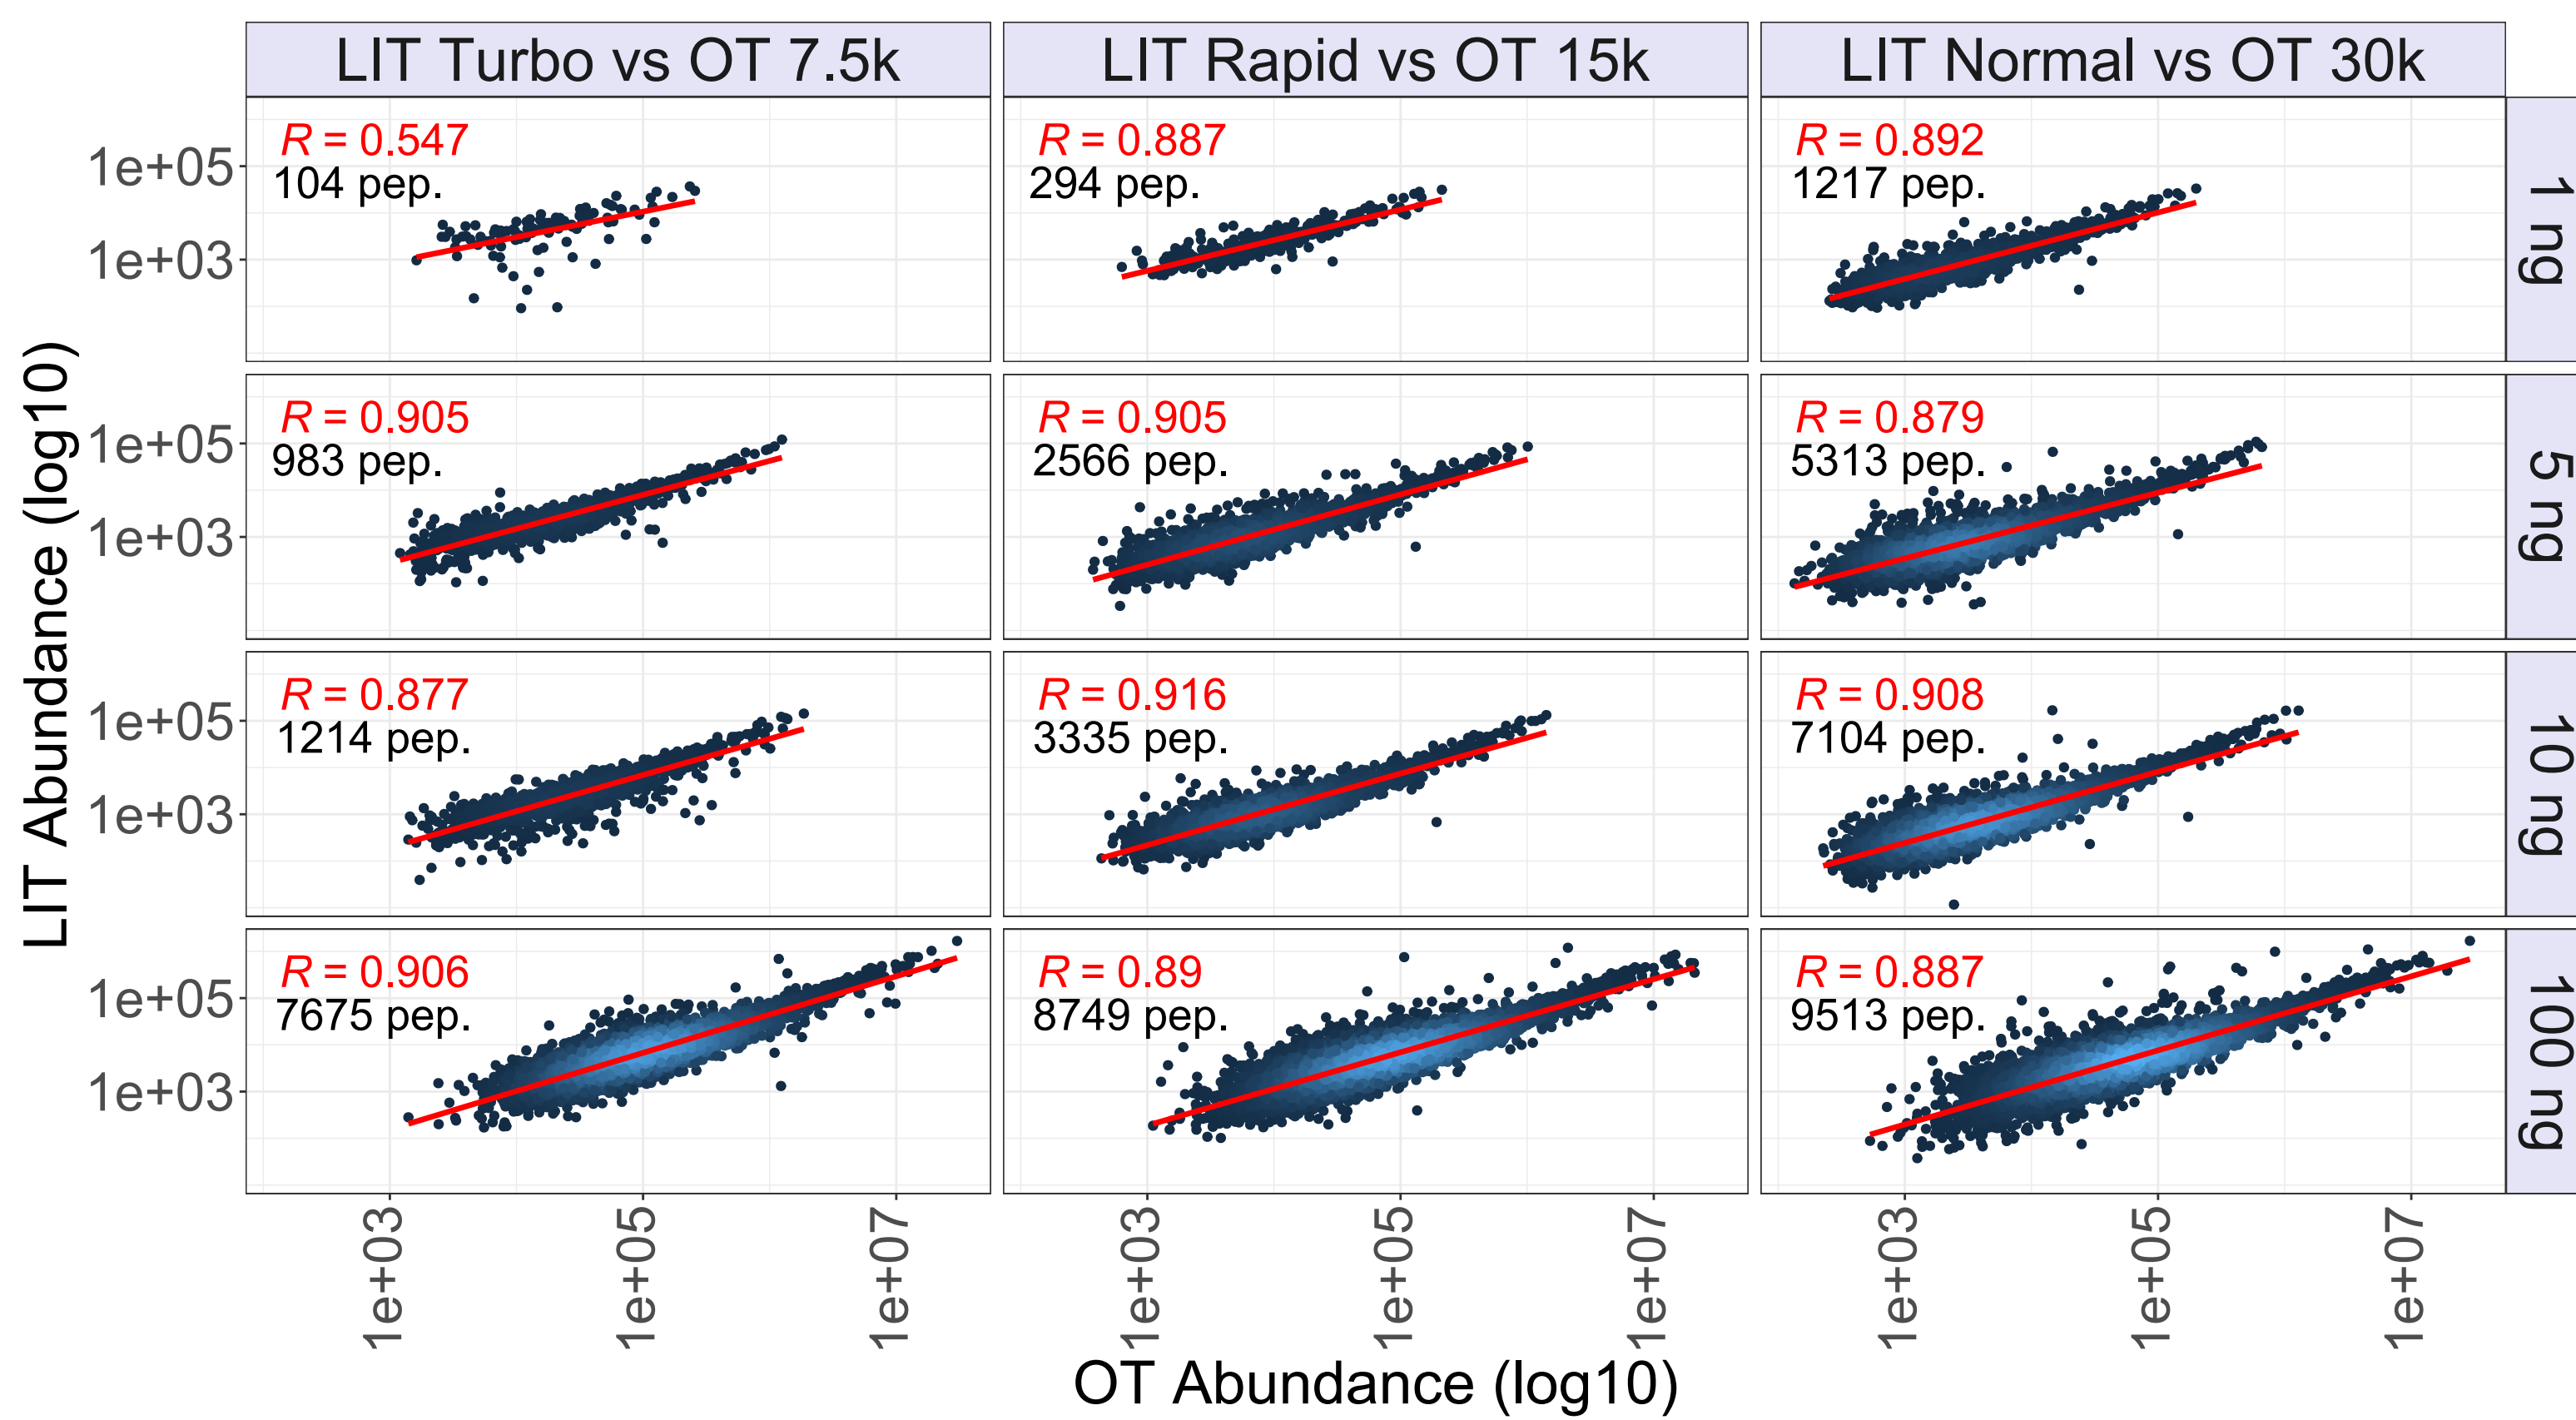 LIT Turbo vs OT 7.5k
LIT Rapid vs OT 15k
LIT Normal vs OT 30k
R = 0.547
104 pep.
R = 0.887
294 pep.
R = 0.892
1217 pep.
1e+05
1e+03
1 ng
R = 0.905
983 pep.
R = 0.905
2566 pep.
R = 0.879
5313 pep.
1e+05
1e+03
5 ng
R = 0.877
1214 pep.
R = 0.916
3335 pep.
R = 0.908
7104 pep.
1e+05
1e+03
10 ng
R = 0.906
7675 pep.
R = 0.89
8749 pep.
R = 0.887
9513 pep.
1e+05
1e+03
100 ng
LIT Abundance (log10)
1e+03
1e+05
1e+07
1e+03
1e+05
1e+07
1e+03
1e+05
1e+07
OT Abundance (log10)